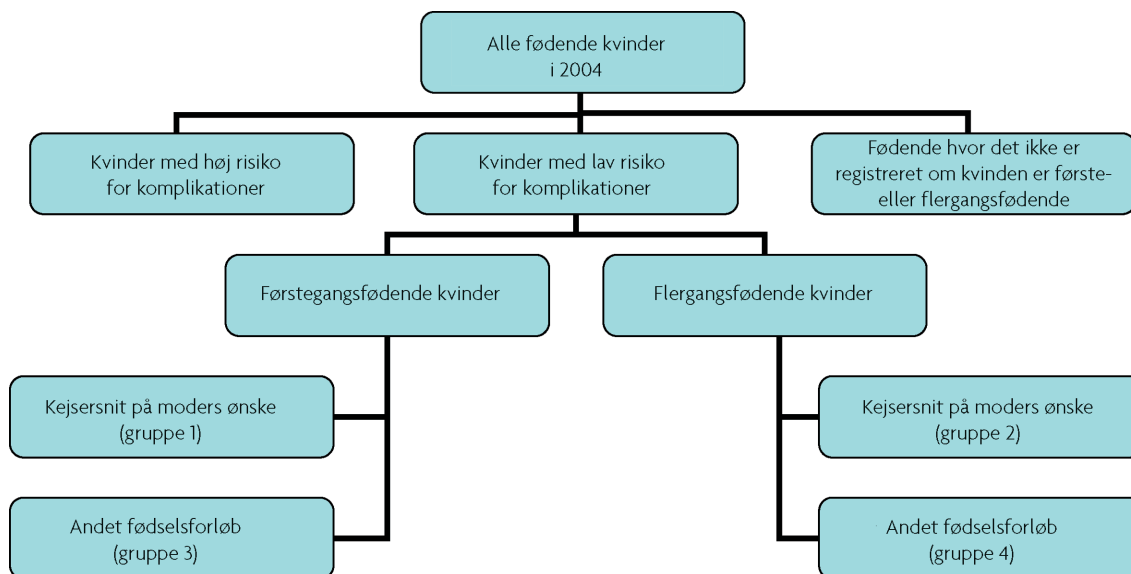 Alle fødende kvinder
i 2004
Kvinder med høj risiko
for komplikationer
Kvinder med lav risiko
for komplikationer
Fødende hvor det ikke er
registreret om kvinden er første-
eller flergangsfødende
Førstegangsfødende kvinder
Flergangsfødende kvinder
Kejsersnit på moders ønske
(gruppe 1)
Kejsersnit på moders ønske
(gruppe 2)
Andet fødselsforløb
(gruppe 3)
Andet fødselsforløb
(gruppe 4)